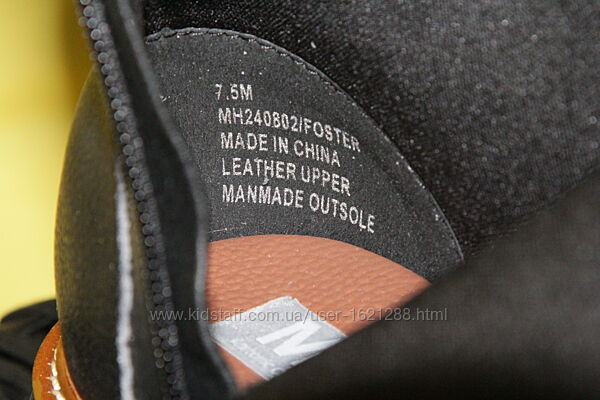 7.5M
MH240802/FOSTER
MADE IN CHINA
LEATHER UPPER
MANMADE OUTSOLE
www.kidstaff.com.ua/user-1621288.html
M